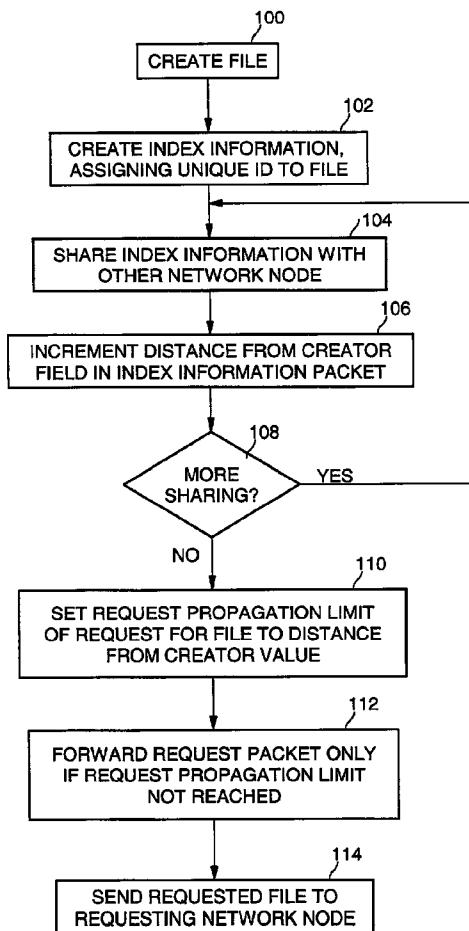 100
CREATE FILE
102
CREATE INDEX INFORMATION,
ASSIGNING UNIQUE ID TO FILE
104
SHARE INDEX INFORMATION WITH
OTHER NETWORK NODE
106
INCREMENT DISTANCE FROM CREATOR
FIELD IN INDEX INFORMATION PACKET
108
MORE
SHARING?
YES
NO
110
SET REQUEST PROPAGATION LIMIT
OF REQUEST FOR FILE TO DISTANCE
FROM CREATOR VALUE
112
FORWARD REQUEST PACKET ONLY
IF REQUEST PROPAGATION LIMIT
NOT REACHED
114
SEND REQUESTED FILE TO
REQUESTING NETWORK NODE